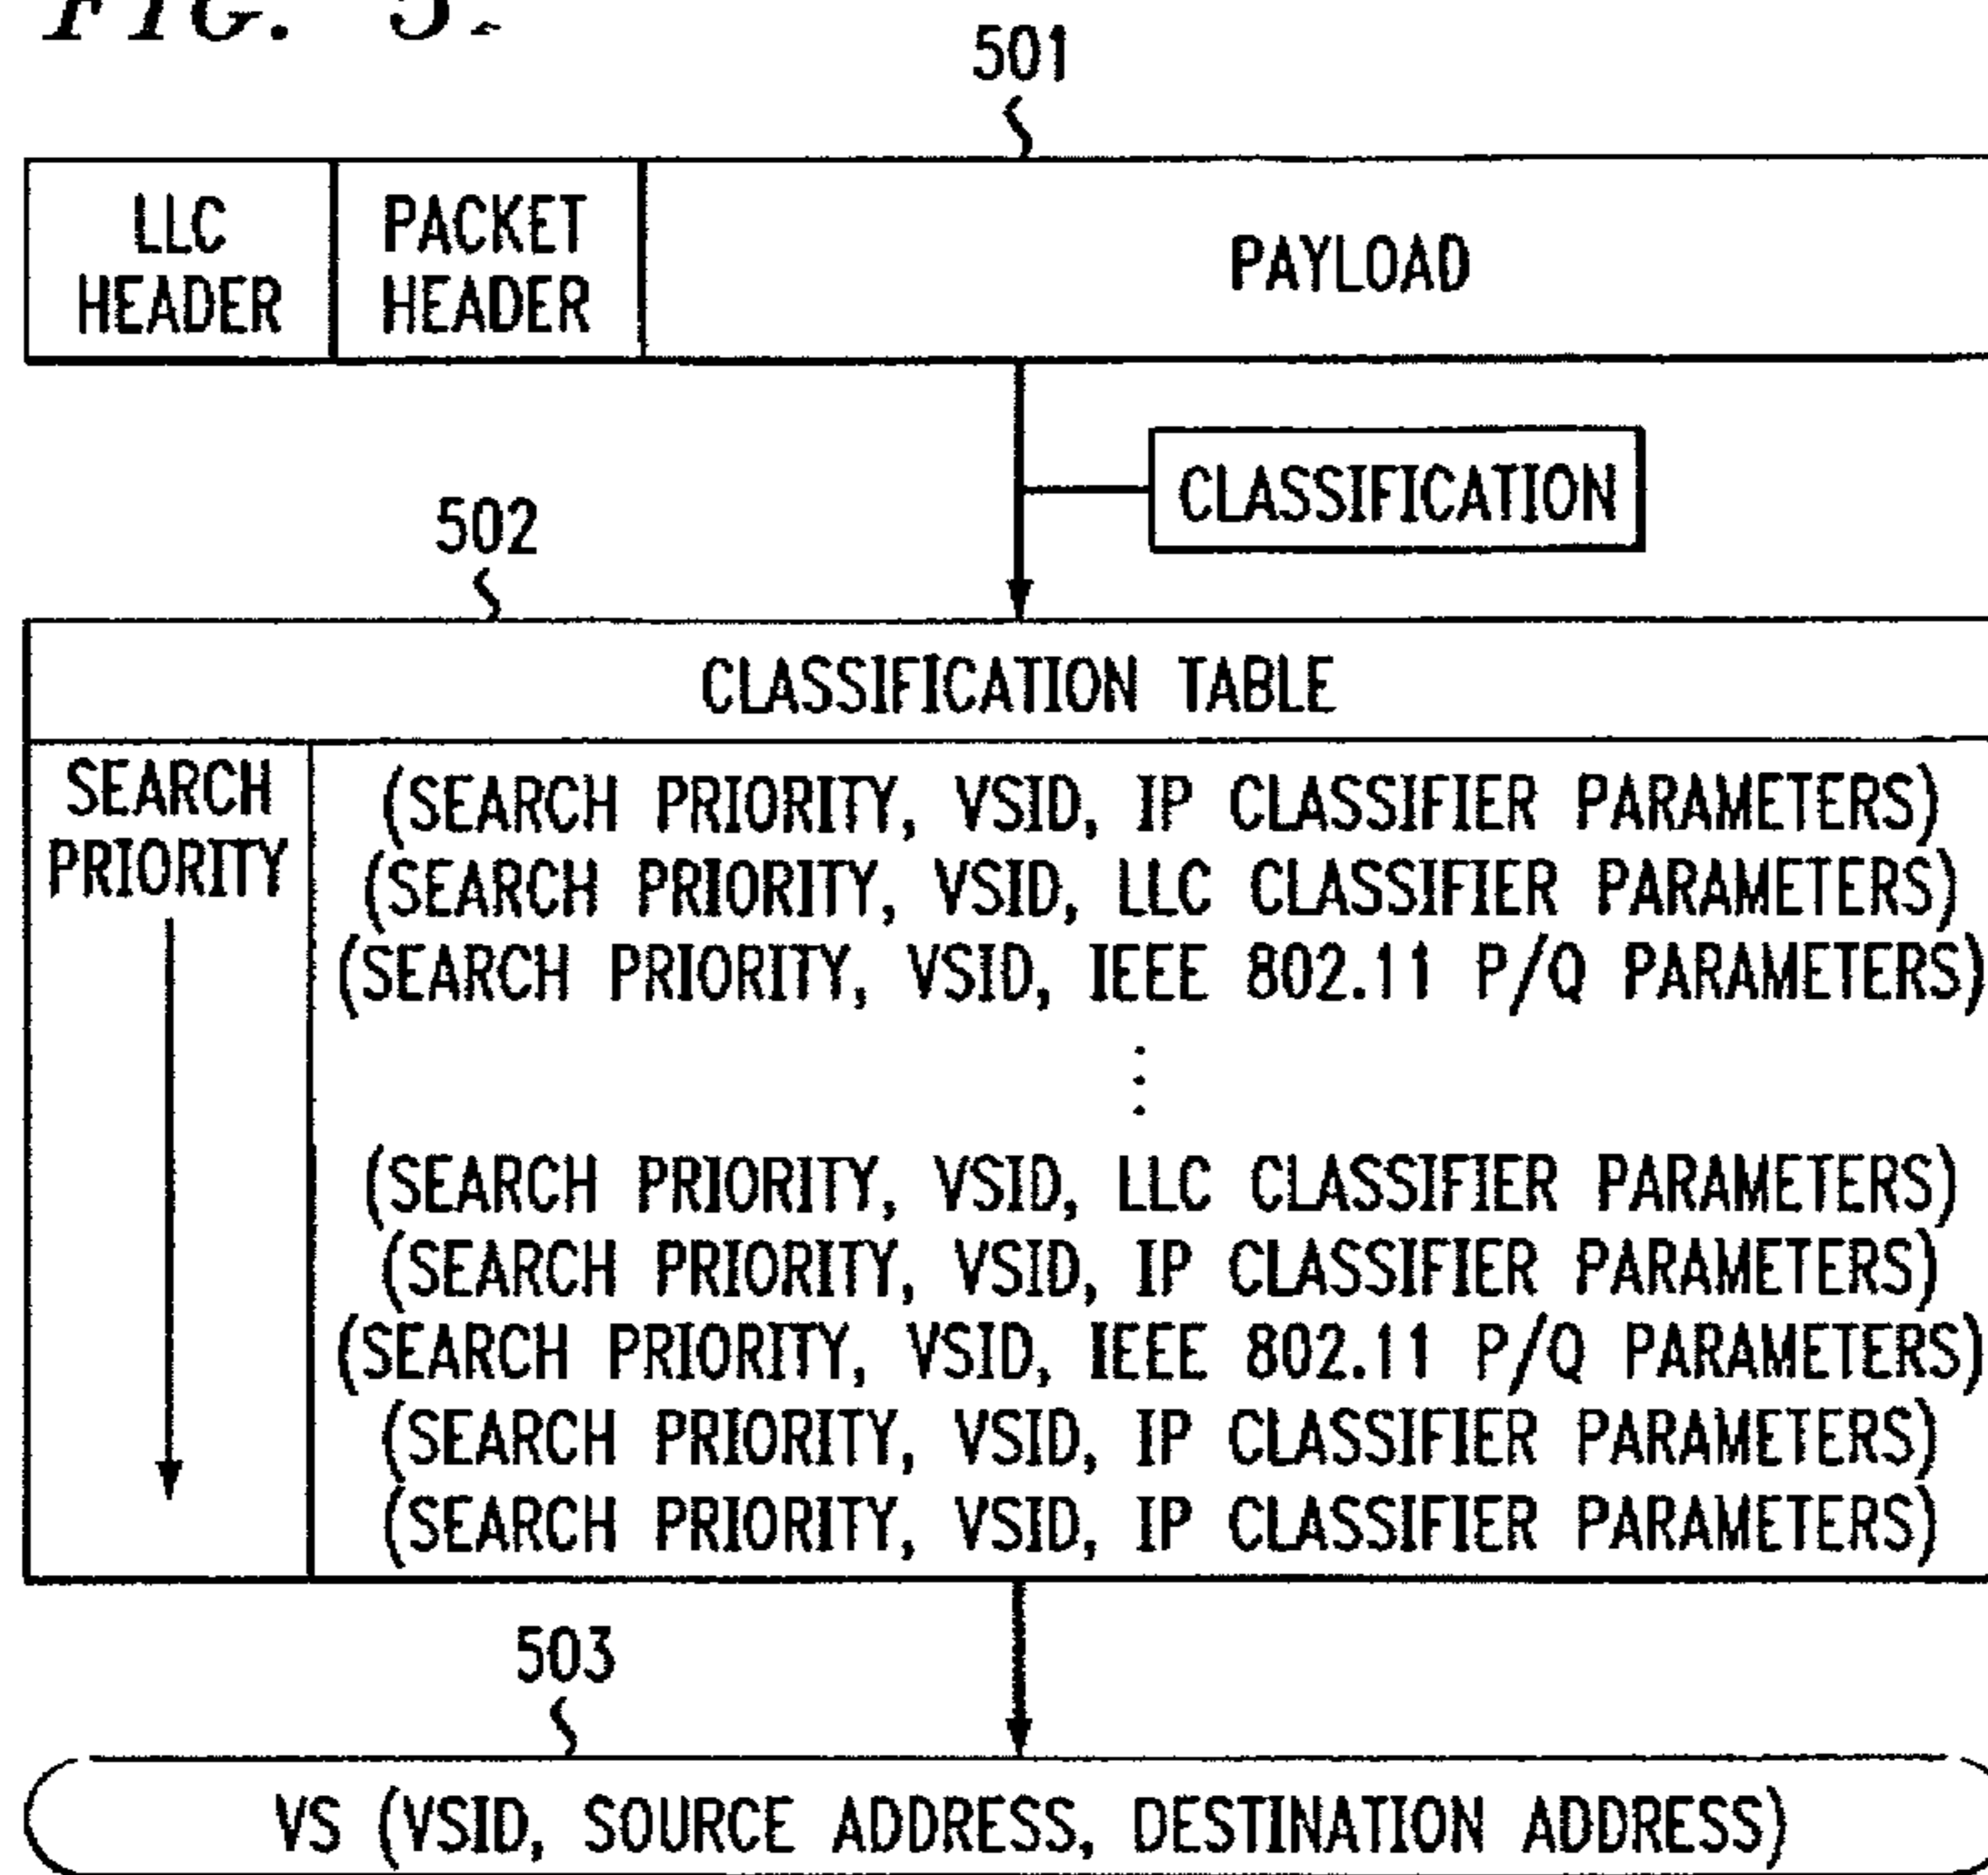 FIG. 5
501
LLC HEADER
PACKET HEADER
PAYLOAD
CLASSIFICATION
502
CLASSIFICATION TABLE
SEARCH PRIORITY
(SEARCH PRIORITY, VSID, IP CLASSIFIER PARAMETERS)
(SEARCH PRIORITY, VSID, LLC CLASSIFIER PARAMETERS)
(SEARCH PRIORITY, VSID, IEEE 802.11 P/Q PARAMETERS)
⋮
(SEARCH PRIORITY, VSID, LLC CLASSIFIER PARAMETERS)
(SEARCH PRIORITY, VSID, IP CLASSIFIER PARAMETERS)
(SEARCH PRIORITY, VSID, IEEE 802.11 P/Q PARAMETERS)
(SEARCH PRIORITY, VSID, IP CLASSIFIER PARAMETERS)
(SEARCH PRIORITY, VSID, IP CLASSIFIER PARAMETERS)
503
VS (VSID, SOURCE ADDRESS, DESTINATION ADDRESS)